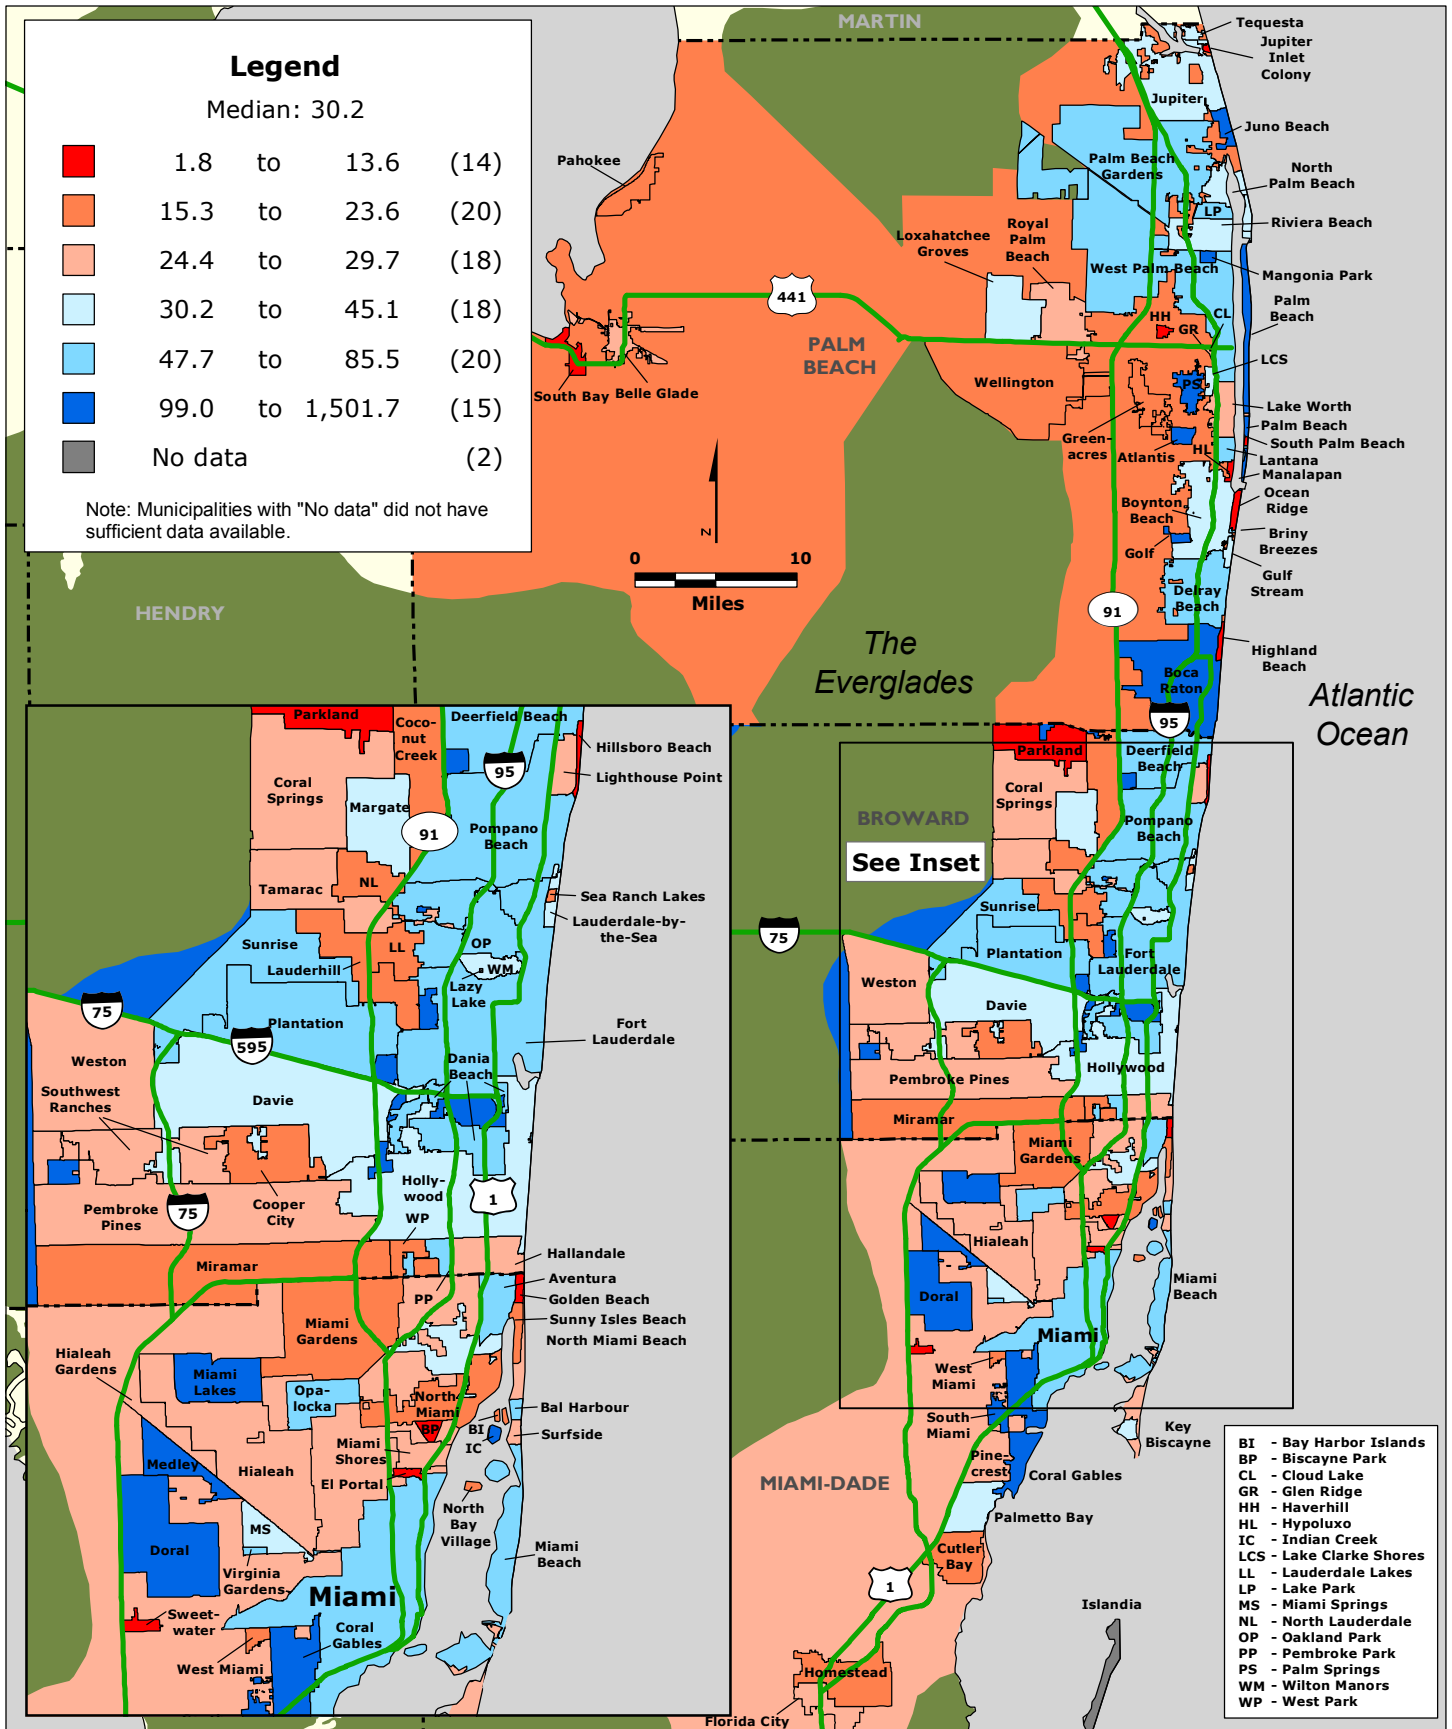 Legend
Median: 30.2
1.8 to 13.6 (14)
15.3 to 23.6 (20)
24.4 to 29.7 (18)
30.2 to 45.1 (18)
47.7 to 85.5 (20)
99.0 to 1,501.7 (15)
No data (2)
Note: Municipalities with "No data" did not have
sufficient data available.
MARTIN
Tequesta
Jupiter
Inlet
Colony
Jupiter
Juno Beach
Pahokee
Palm Beach
Gardens
North
Palm Beach
LP
Riviera Beach
Loxahatchee
Groves
Royal
Palm
Beach
West Palm Beach
Mangonia Park
441
Palm
Beach
HH
GR
CL
PALM
BEACH
LCS
South Bay
Belle Glade
Wellington
PS
Lake Worth
Palm Beach
South Palm Beach
Green-
acres
Atlantis
HL
Lantana
Manalapan
Ocean
Ridge
Boynton
Beach
Briny
Breezes
Golf
Gulf
Stream
N
0 10
Miles
HENDRY
91
Delray
Beach
The
Everglades
Highland
Beach
Boca
Raton
Atlantic
Ocean
95
Parkland
Deerfield
Beach
Coral
Springs
BROWARD
Pompano
Beach
See Inset
Sunrise
75
Plantation
Fort
Lauderdale
Weston
Davie
Hollywood
Pembroke Pines
Miramar
Miami
Gardens
Hialeah
Doral
Miami
Beach
Miami
West
Miami
South
Miami
Key
Biscayne
Pine-
crest
Coral Gables
MIAMI-DADE
Palmetto Bay
Cutler
Bay
1
Islandia
Homestead
Florida City
Parkland
Coco-
nut
Creek
Deerfield Beach
Hillsboro Beach
95
Lighthouse Point
Coral
Springs
Margate
91
Pompano
Beach
Tamarac
NL
Sea Ranch Lakes
Lauderdale-by-
the-Sea
Sunrise
LL
OP
Lauderhill
WM
Lazy
Lake
75
Plantation
595
Fort
Lauderdale
Weston
Dania
Beach
Southwest
Ranches
Davie
Holly-
wood
Pembroke
Pines
75
Cooper
City
WP
1
Miramar
Hallandale
Aventura
PP
Golden Beach
Sunny Isles Beach
Miami
Gardens
North Miami Beach
Hialeah
Gardens
Miami
Lakes
Opa-
locka
North
Miami
Bal Harbour
BP
BI
IC
Surfside
Miami
Shores
Medley
Hialeah
El Portal
North
Bay
Village
MS
Doral
Miami
Beach
Virginia
Gardens
Miami
Sweet-
water
Coral
Gables
West Miami
BI - Bay Harbor Islands
BP - Biscayne Park
CL - Cloud Lake
GR - Glen Ridge
HH - Haverhill
HL - Hypoluxo
IC - Indian Creek
LCS - Lake Clarke Shores
LL - Lauderdale Lakes
LP - Lake Park
MS - Miami Springs
NL - North Lauderdale
OP - Oakland Park
PP - Pembroke Park
PS - Palm Springs
WM - Wilton Manors
WP - West Park